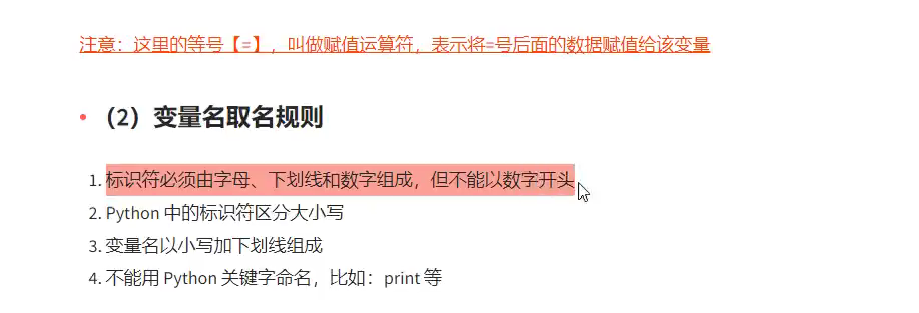 注意：这里的等号【=】，叫做赋值运算符，表示将=号后面的数据赋值给该变量
（2）变量名取名规则
1. 标识符必须由字母、下划线和数字组成，但不能以数字开头
2. Python 中的标识符区分大小写
3. 变量名以小写加下划线组成
4. 不能用 Python 关键字命名，比如：print 等